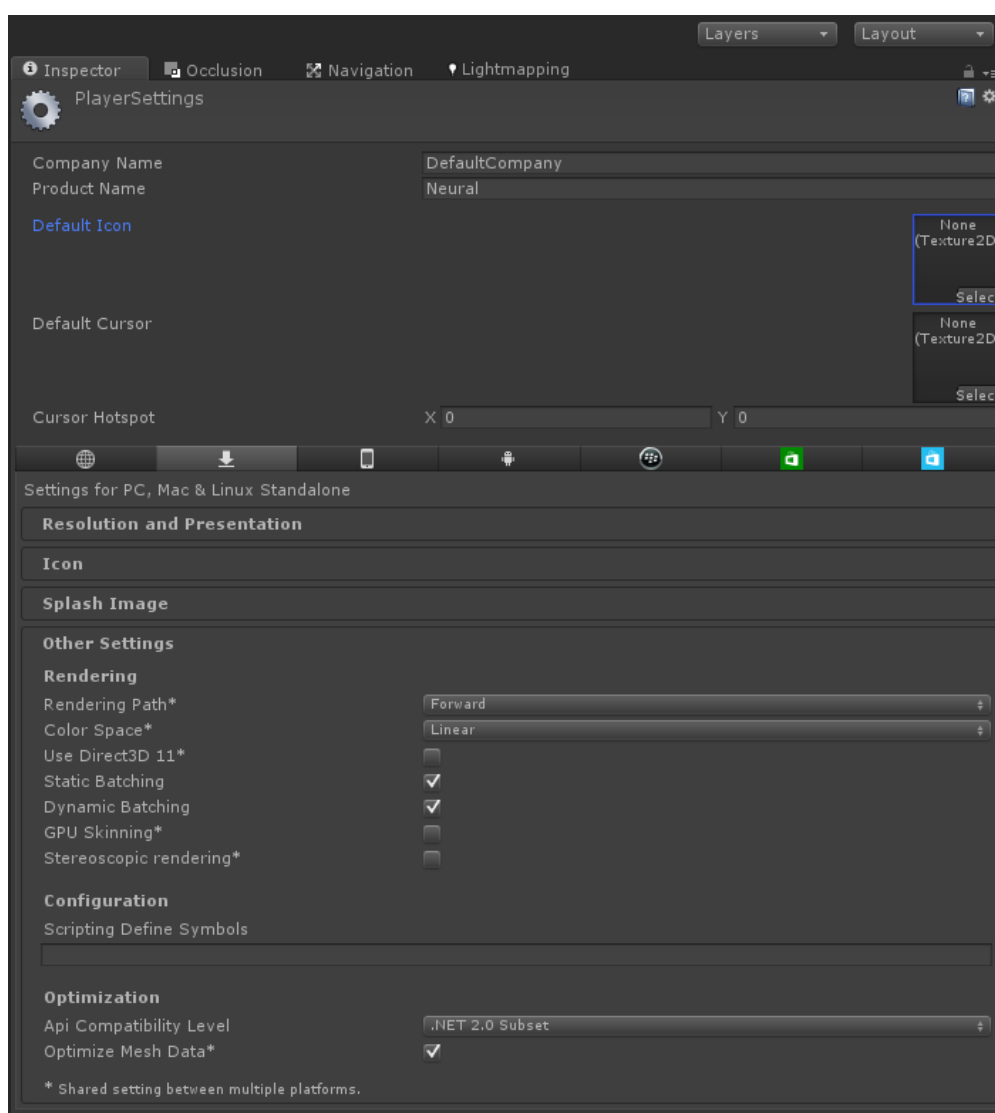 Layers Layout
Inspector Occlusion Navigation Lightmapping
PlayerSettings
Company Name DefaultCompany
Product Name Neural
Default Icon None
(Texture2D
Selec
Default Cursor None
(Texture2D
Selec
Cursor Hotspot X 0 Y 0
Settings for PC, Mac & Linux Standalone
Resolution and Presentation
Icon
Splash Image
Other Settings
Rendering
Rendering Path* Forward
Color Space* Linear
Use Direct3D 11*
Static Batching
Dynamic Batching
GPU Skinning*
Stereoscopic rendering*
Configuration
Scripting Define Symbols
Optimization
Api Compatibility Level .NET 2.0 Subset
Optimize Mesh Data*
* Shared setting between multiple platforms.